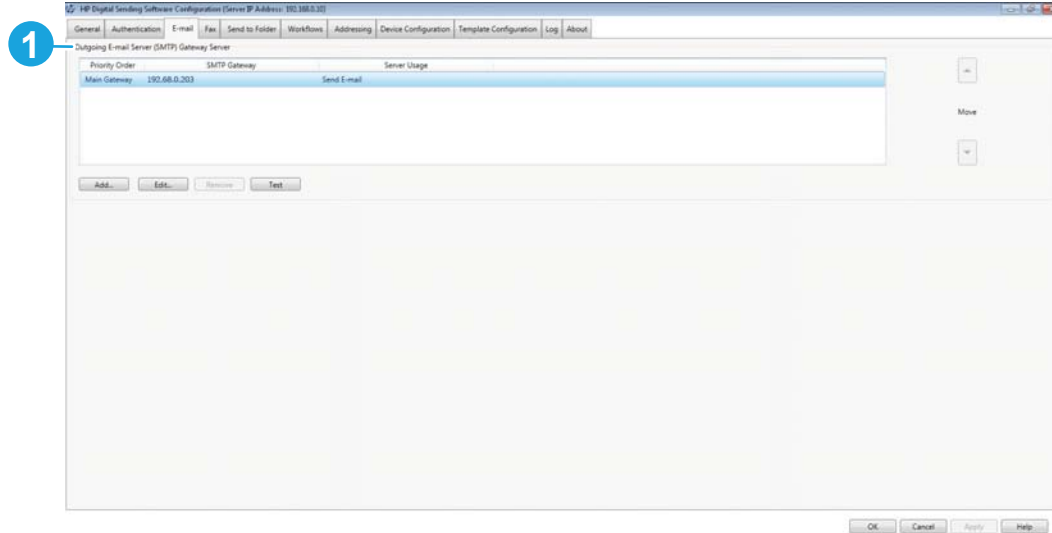 HP Digital Sending Software Configuration (Server IP Address: 192.168.0.10)
General Authentication E-mail Fax Send to Folder Workflows Addressing Device Configuration Template Configuration Log About
1
Outgoing E-mail Server (SMTP) Gateway Server
Priority Order SMTP Gateway Server Usage
Main Gateway 192.68.0.203 Send E-mail
Move
Add... Edit... Remove Test
OK Cancel Apply Help